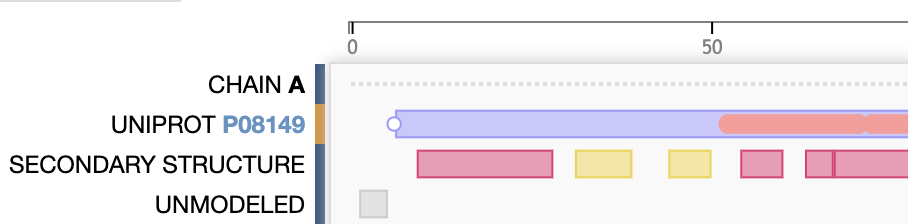 0 50
CHAIN A
UNIPROT P08149
SECONDARY STRUCTURE
UNMODELED